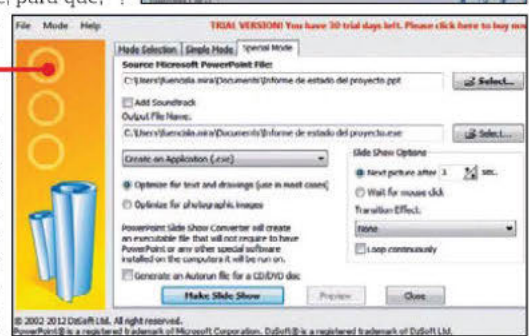 e, para que,
File Mode Help
TRIAL VERSION! You have 30 trial days left. Please click here to buy now
Mode Selection Simple Mode Special Mode
Source Microsoft PowerPoint File:
C:\Users\fuencisla.mira\Documents\Informe de estado del proyecto.ppt
Select...
Add Soundtrack
Output File Name:
C:\Users\fuencisla.mira\Documents\Informe de estado del proyecto.exe
Select...
Create an Application (.exe)
Optimize for text and drawings (use in most cases)
Optimize for photographic images
PowerPoint Slide Show Converter will create
an executable file that will not require to have
PowerPoint or any other special software
installed on the computers it will be run on.
Generate an Autorun file for a CD/DVD disc
Slide Show Options
Next picture after 3 sec.
Wait for mouse click
Transition Effect:
None
Loop continuously
Make Slide Show Preview Close
© 2002-2012 DzSoft Ltd. All right reserved.
PowerPoint® is a registered trademark of Microsoft Corporation. DzSoft® is a registered trademark of DzSoft Ltd.